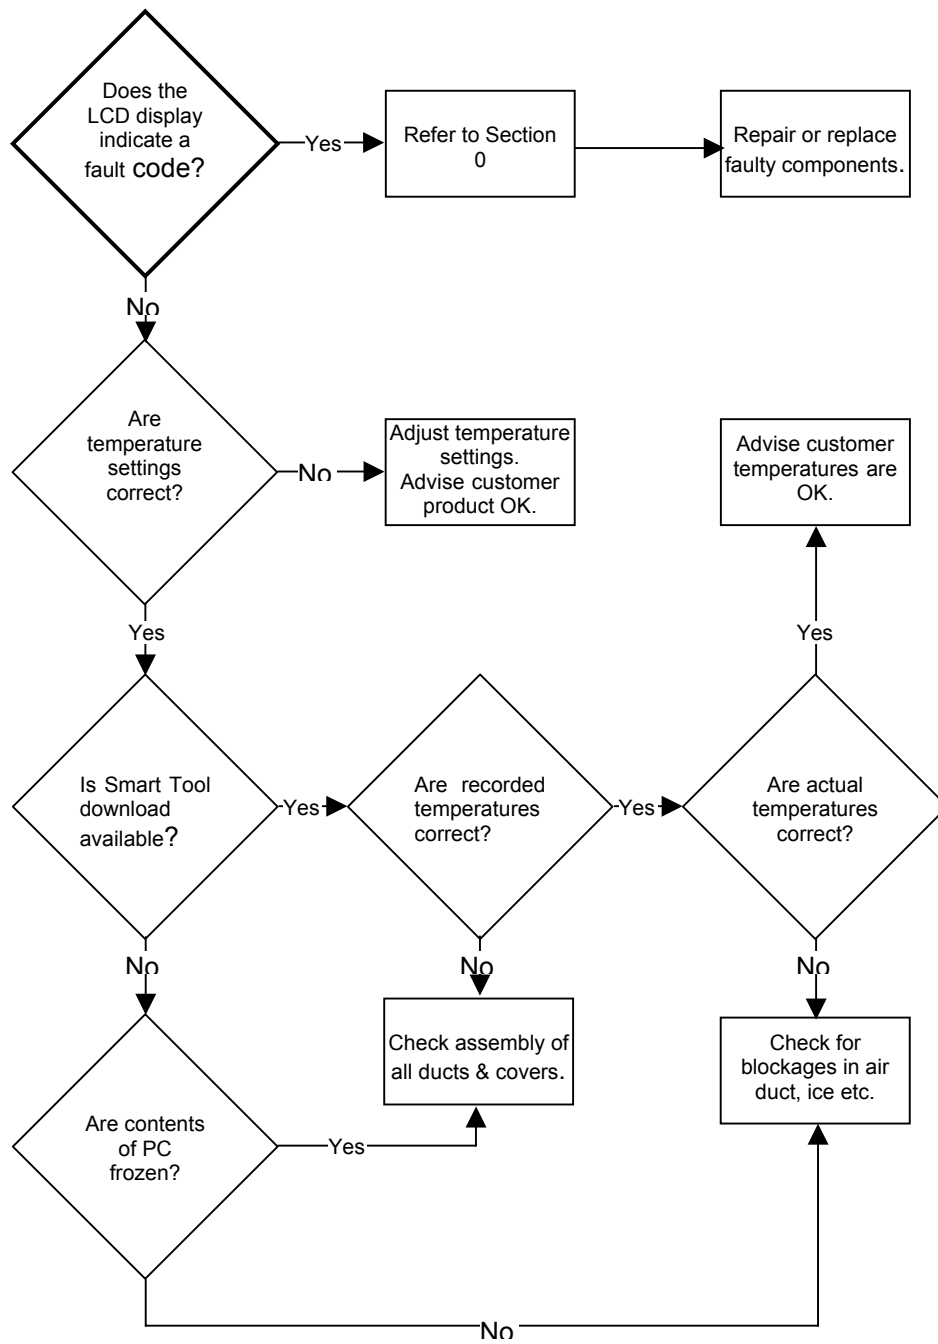 Does the
LCD display
indicate a
fault code?
Yes
Refer to Section
0
Repair or replace
faulty components.
No
Are
temperature
settings
correct?
No
Adjust temperature
settings.
Advise customer
product OK.
Advise customer
temperatures are
OK.
Yes
Yes
Is Smart Tool
download
available?
Yes
Are recorded
temperatures
correct?
Yes
Are actual
temperatures
correct?
No
No
No
Check assembly of
all ducts & covers.
Check for
blockages in air
duct, ice etc.
Are contents
of PC
frozen?
Yes
No